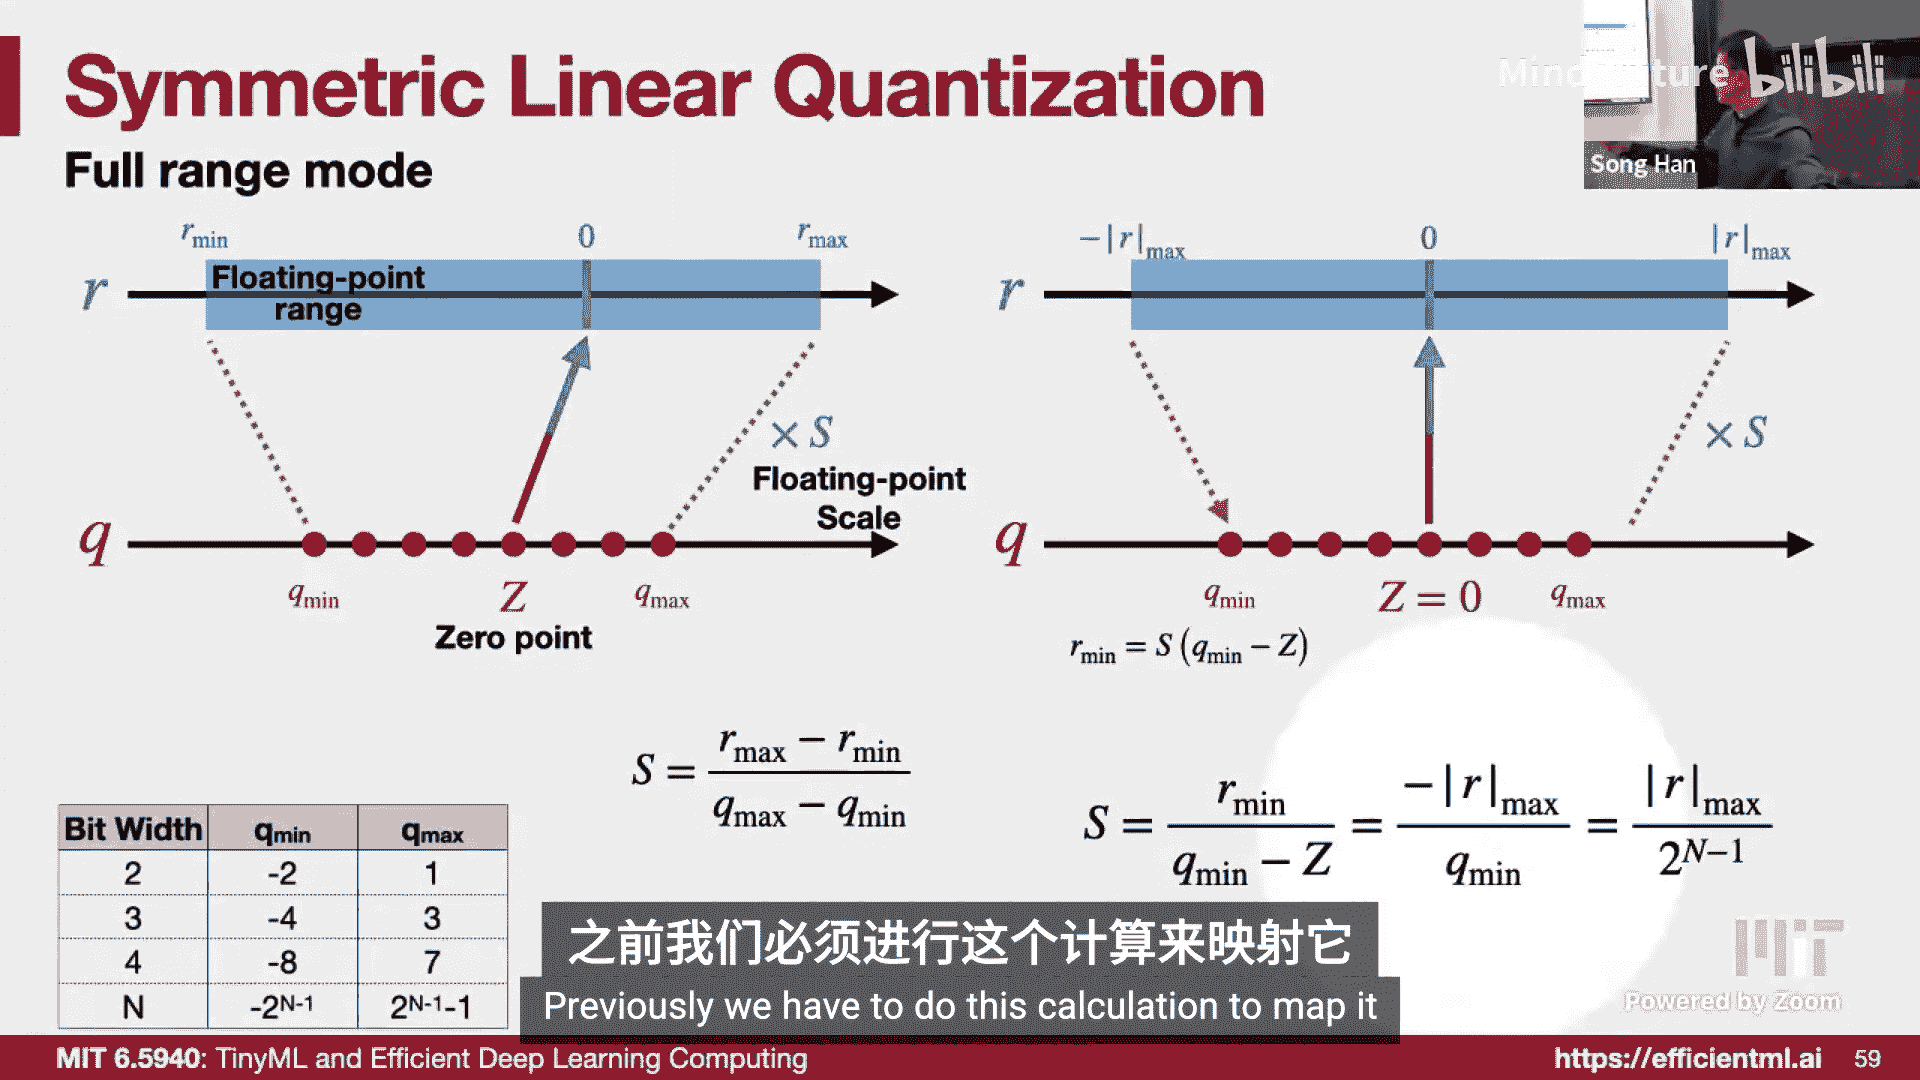 Symmetric Linear Quantization
Full range mode
bilibili
Song Han
r_min 0 r_max
r
Floating-point
range
× S
Floating-point
Scale
q
q_min Z q_max
Zero point
-|r|_max 0 |r|_max
r
× S
q
q_min Z = 0 q_max
r_min = S (q_min − Z)
S = (r_max − r_min) / (q_max − q_min)
S = r_min / (q_min − Z) = −|r|_max / q_min = |r|_max / 2^{N−1}
Bit Width q_min q_max
2 -2 1
3 -4 3
4 -8 7
N -2^{N-1} 2^{N-1}-1
之前我们必须进行这个计算来映射它
Previously we have to do this calculation to map it
MIT
Powered by Zoom
MIT 6.5940: TinyML and Efficient Deep Learning Computing
https://efficientml.ai 59